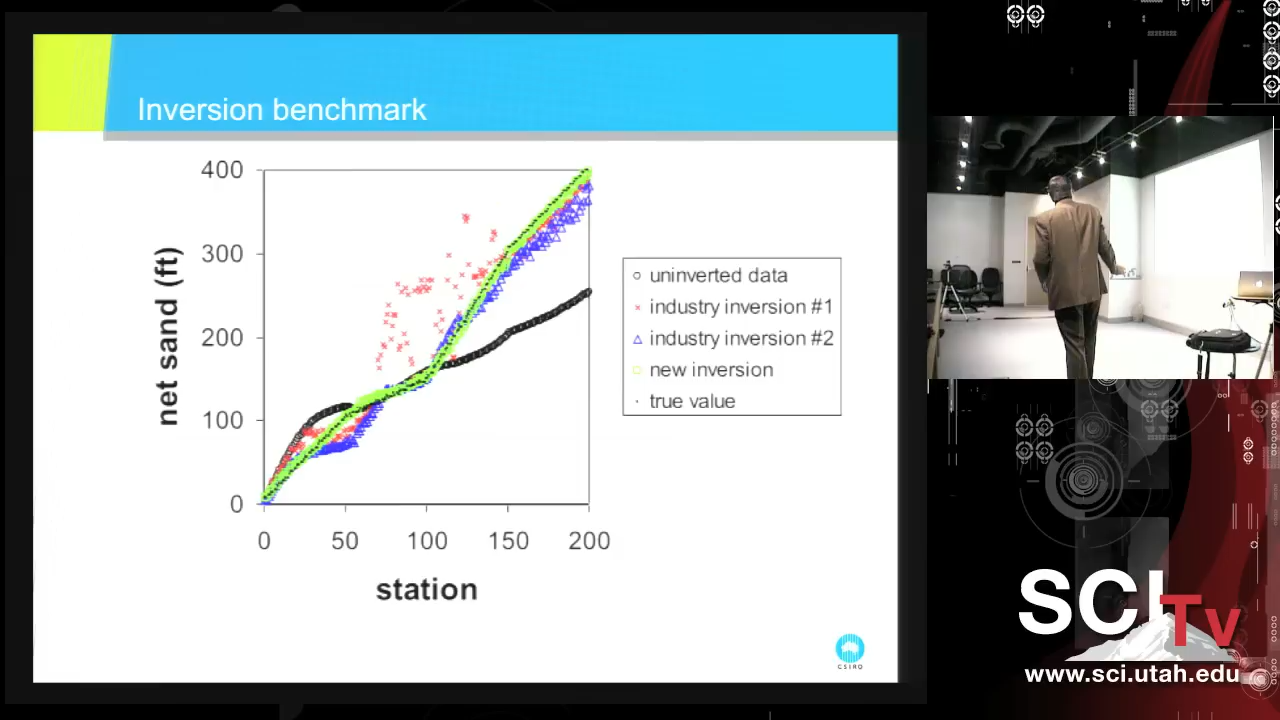 Inversion benchmark
400
300
200
100
0
net sand (ft)
0 50 100 150 200
station
uninverted data
industry inversion #1
industry inversion #2
new inversion
true value
CSIRO
SCI Tv
www.sci.utah.edu